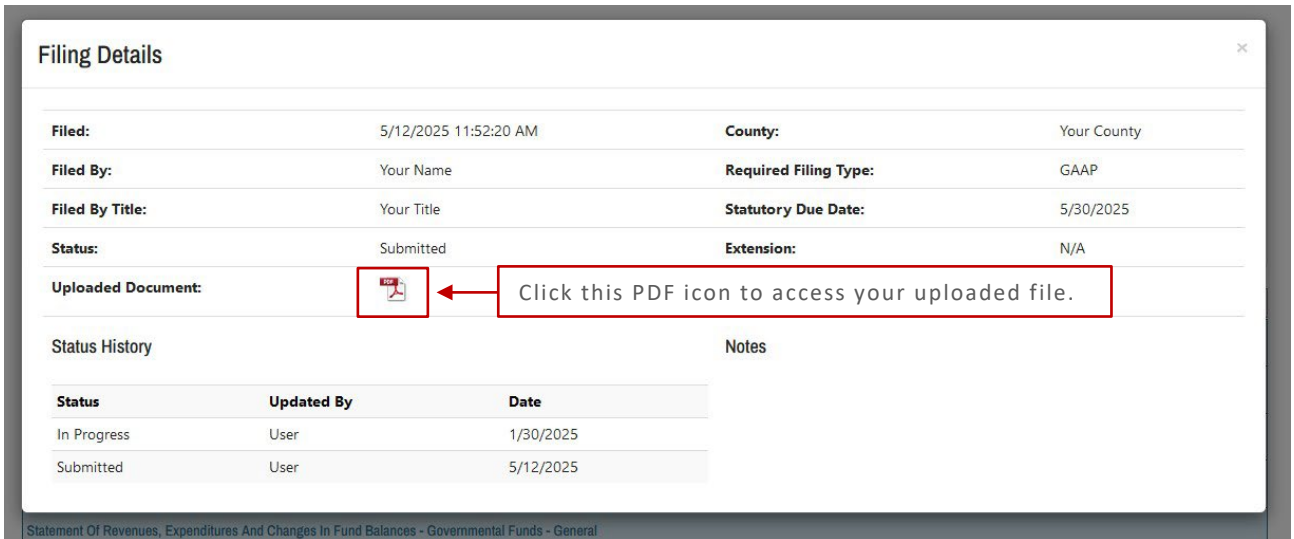 Filing Details
×
Filed: 5/12/2025 11:52:20 AM County: Your County
Filed By: Your Name Required Filing Type: GAAP
Filed By Title: Your Title Statutory Due Date: 5/30/2025
Status: Submitted Extension: N/A
Uploaded Document: PDF Click this PDF icon to access your uploaded file.
Status History Notes
Status Updated By Date
In Progress User 1/30/2025
Submitted User 5/12/2025
Statement Of Revenues, Expenditures And Changes In Fund Balances - Governmental Funds - General